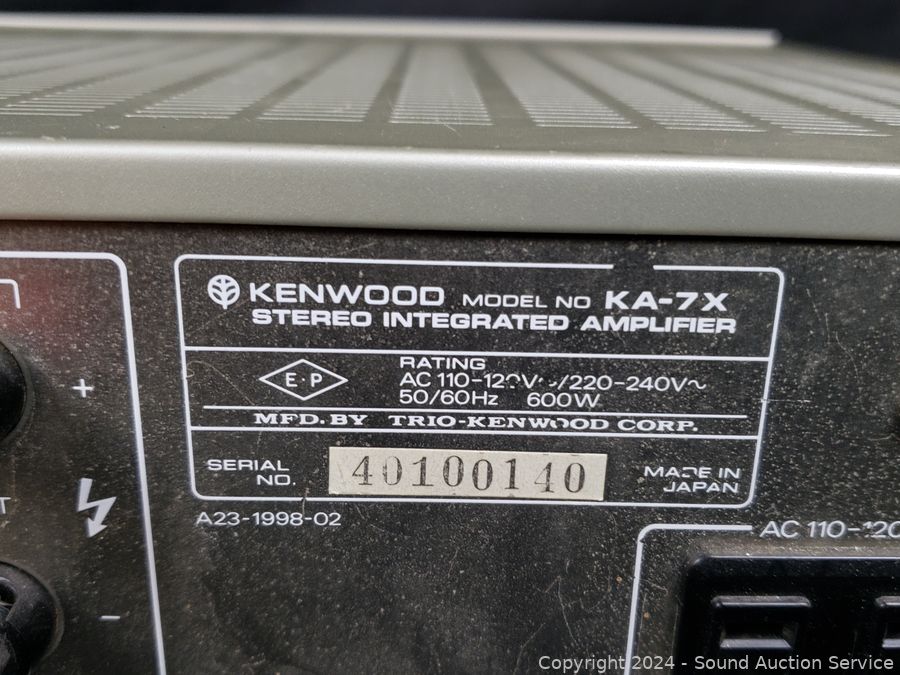 KENWOOD MODEL NO KA-7X
STEREO INTEGRATED AMPLIFIER
E·P
RATING
AC 110-120V~/220-240V~
50/60Hz 600W
MFD. BY TRIO-KENWOOD CORP.
SERIAL NO.
40100140
MADE IN JAPAN
A23-1998-02
+
T
-
AC 110-120
Copyright © 2024 - Sound Auction Service